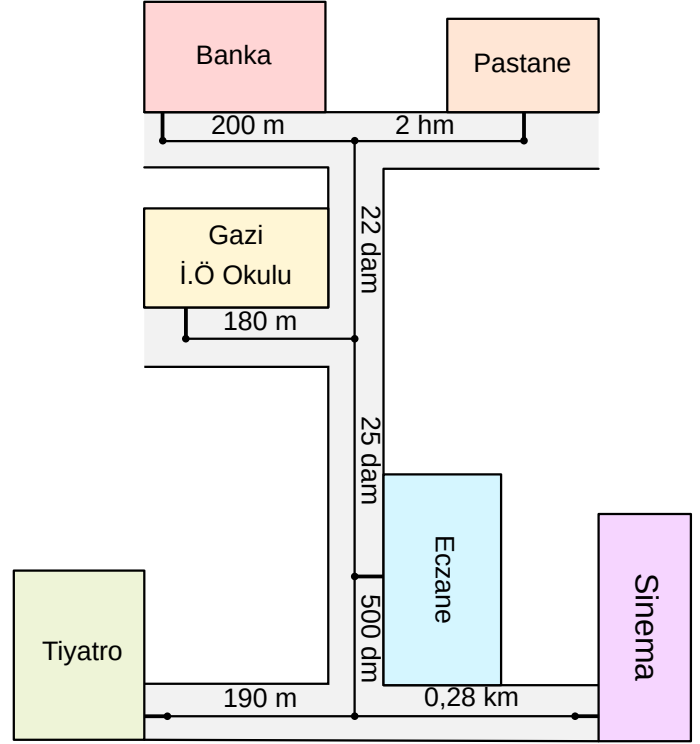 Banka
Pastane
200 m
2 hm
22 dam
Gazi
İ.Ö Okulu
180 m
25 dam
Eczane
500 dm
Sinema
Tiyatro
190 m
0,28 km